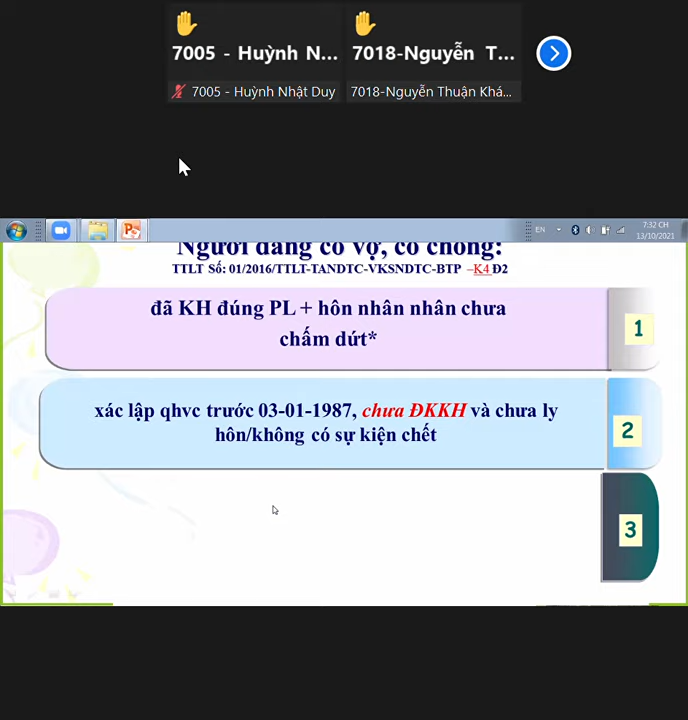 7005 - Huỳnh N...
7018-Nguyễn T...
7005 - Huỳnh Nhật Duy
7018-Nguyễn Thuận Khá...
EN
7:32 CH
13/10/2021
Người đang có vợ, có chồng:
TTLT Số: 01/2016/TTLT-TANDTC-VKSNDTC-BTP –K4 Đ2
đã KH đúng PL + hôn nhân nhân chưa
chấm dứt*
1
xác lập qhvc trước 03-01-1987, chưa ĐKKH và chưa ly
hôn/không có sự kiện chết
2
3